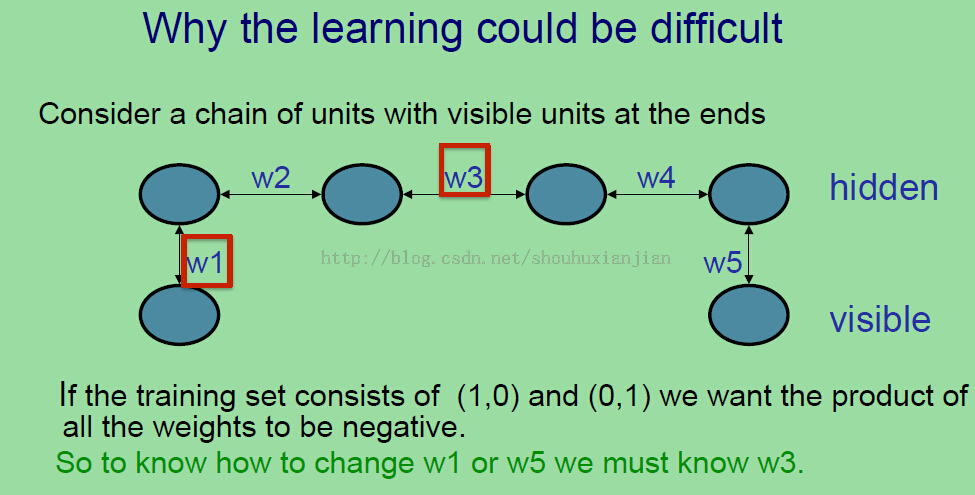 Why the learning could be difficult
Consider a chain of units with visible units at the ends
w2 w3 w4 hidden
http://blog.csdn.net/shouhuxianjian
w1 w5
visible
If the training set consists of (1,0) and (0,1) we want the product of
all the weights to be negative.
So to know how to change w1 or w5 we must know w3.